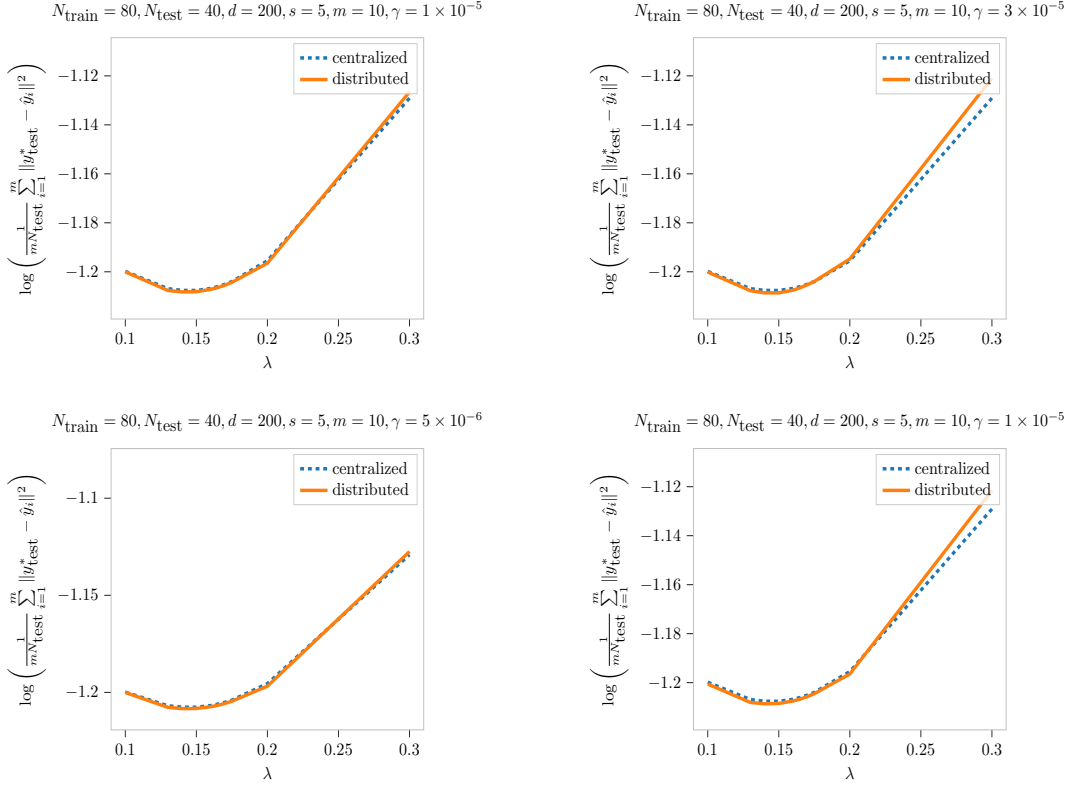 N_train = 80, N_test = 40, d = 200, s = 5, m = 10, γ = 1 × 10^−5
log ( 1/(mN_test) ∑_{i=1}^{m} ||y*_test − ŷ_i||^2 )
centralized
distributed
−1.12
−1.14
−1.16
−1.18
−1.2
0.1 0.15 0.2 0.25 0.3
λ
N_train = 80, N_test = 40, d = 200, s = 5, m = 10, γ = 3 × 10^−5
log ( 1/(mN_test) ∑_{i=1}^{m} ||y*_test − ŷ_i||^2 )
centralized
distributed
−1.12
−1.14
−1.16
−1.18
−1.2
0.1 0.15 0.2 0.25 0.3
λ
N_train = 80, N_test = 40, d = 200, s = 5, m = 10, γ = 5 × 10^−6
log ( 1/(mN_test) ∑_{i=1}^{m} ||y*_test − ŷ_i||^2 )
centralized
distributed
−1.1
−1.15
−1.2
0.1 0.15 0.2 0.25 0.3
λ
N_train = 80, N_test = 40, d = 200, s = 5, m = 10, γ = 1 × 10^−5
log ( 1/(mN_test) ∑_{i=1}^{m} ||y*_test − ŷ_i||^2 )
centralized
distributed
−1.12
−1.14
−1.16
−1.18
−1.2
0.1 0.15 0.2 0.25 0.3
λ